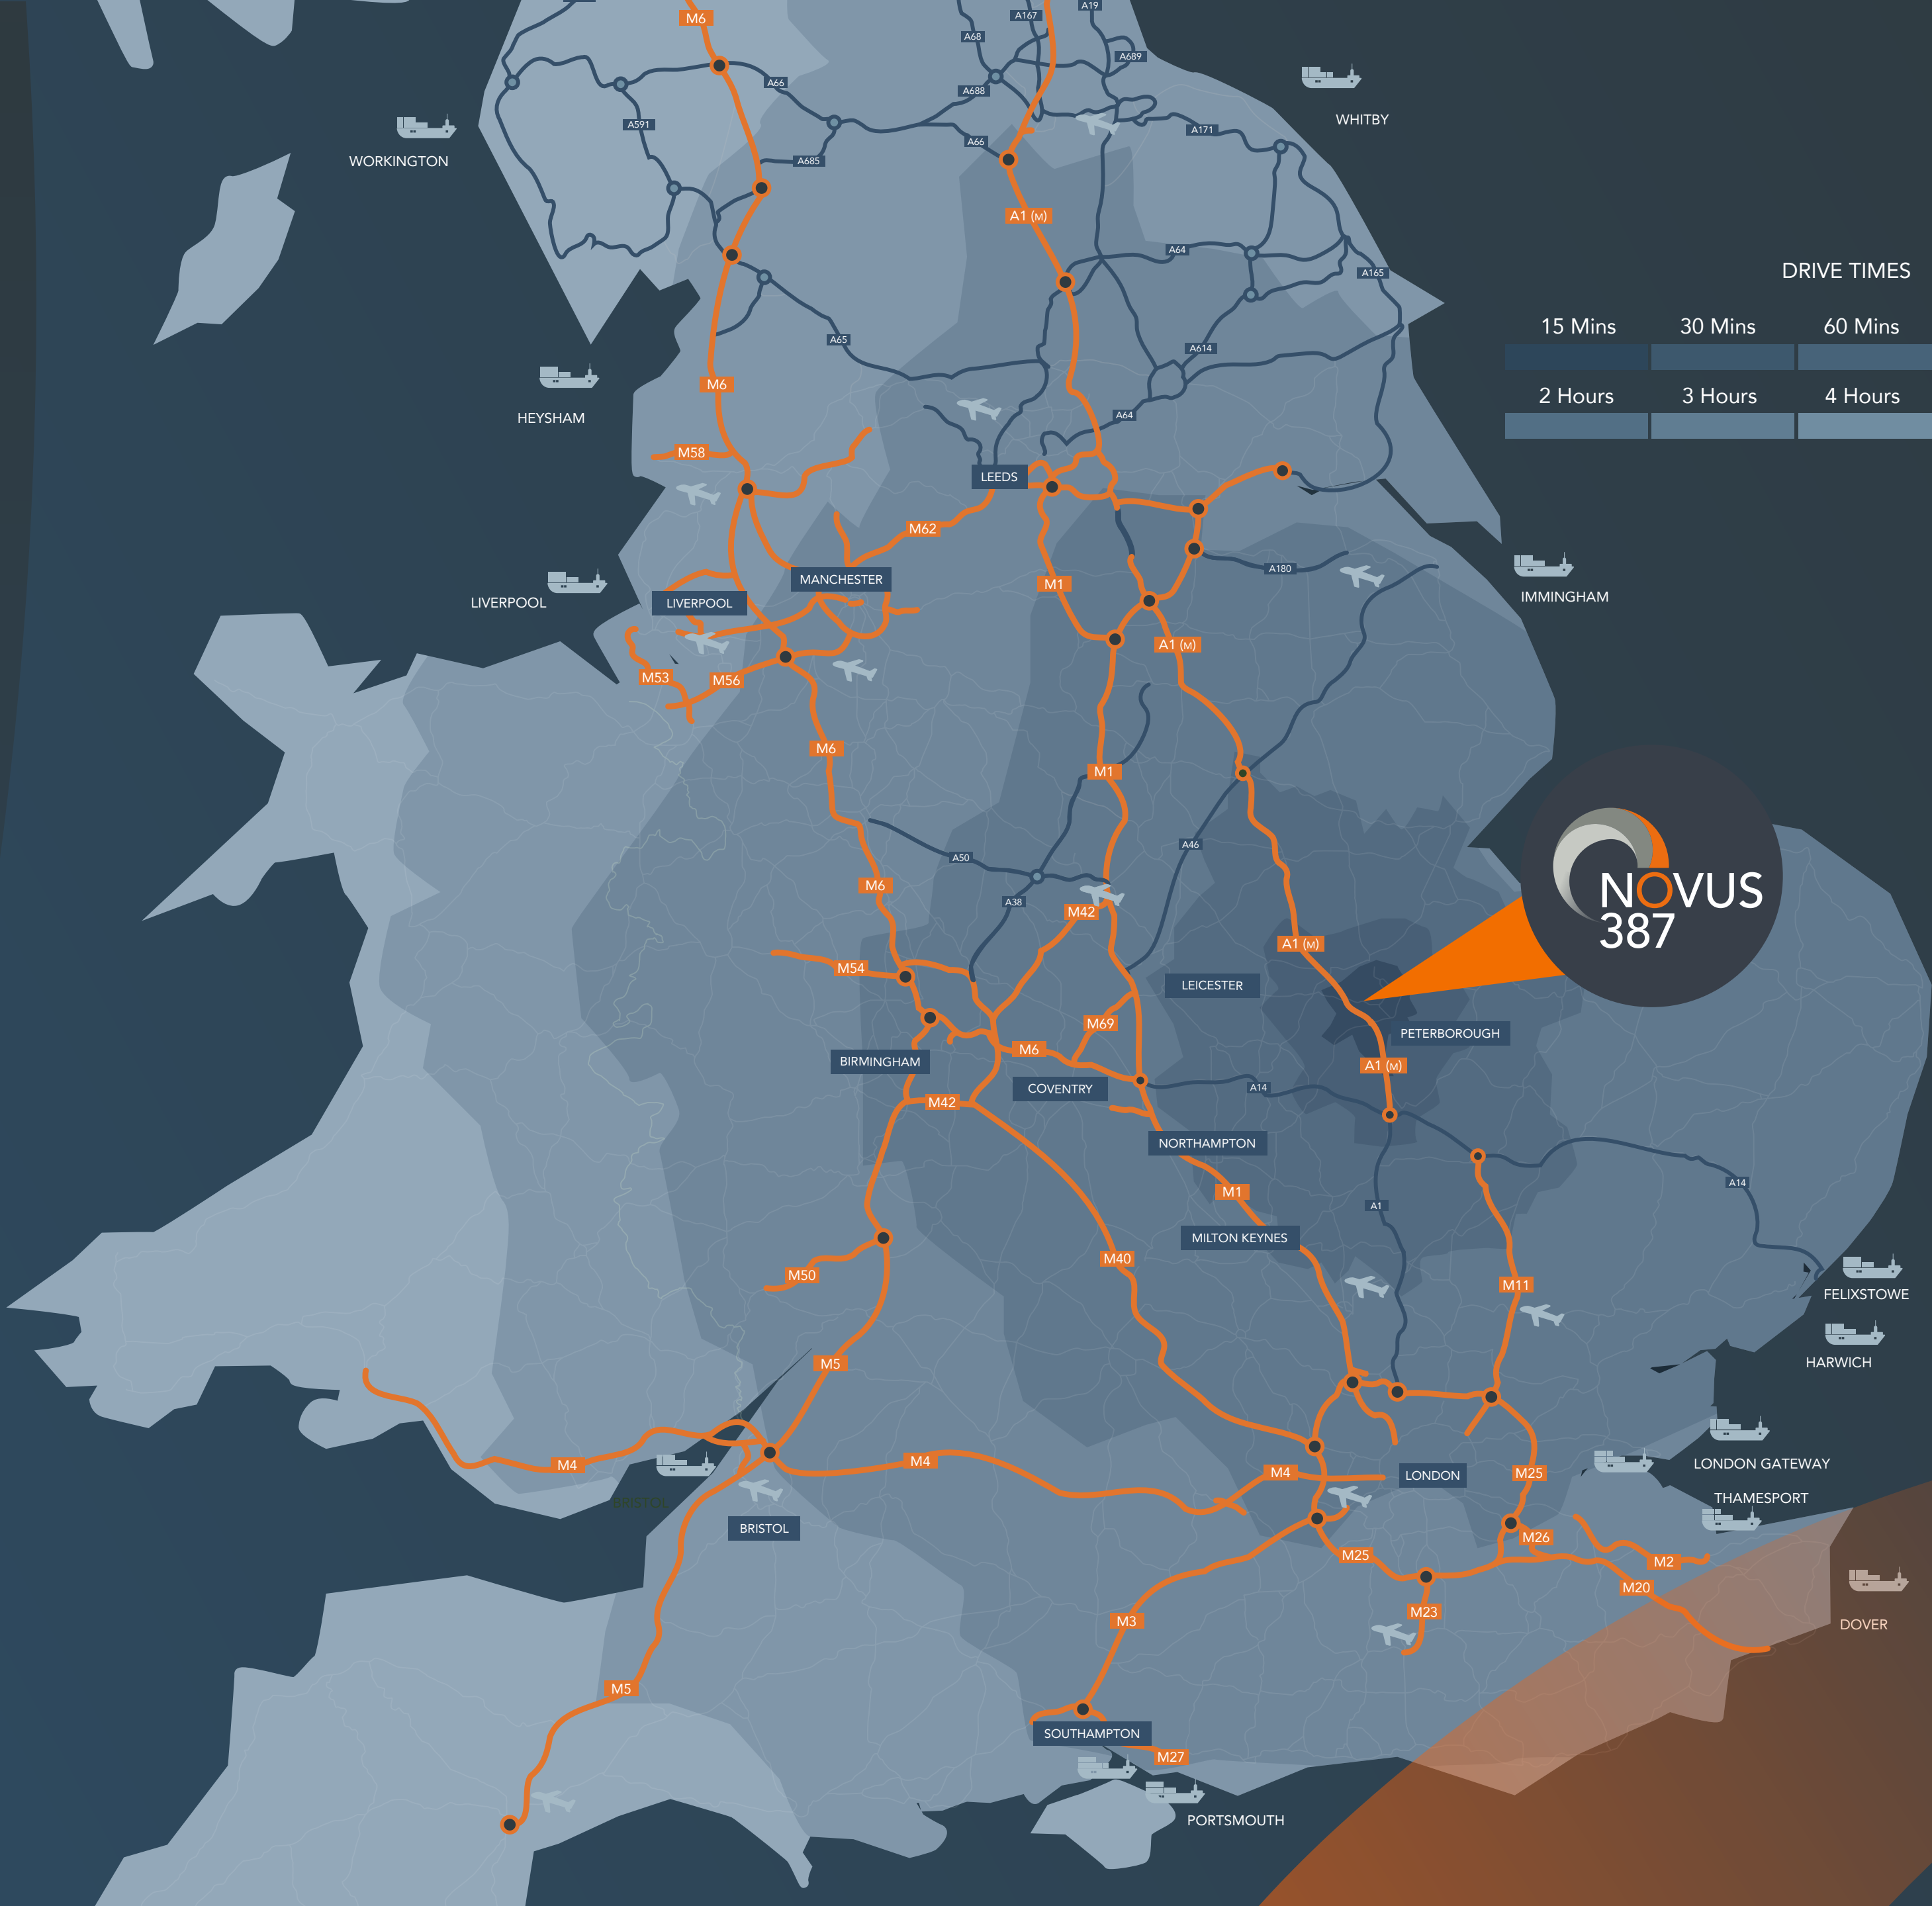 M6
A167
A19
A68
A689
A66
A688
WHITBY
WORKINGTON
A591
A66
A171
A685
A1 (M)
A64
DRIVE TIMES
A165
15 Mins
30 Mins
60 Mins
A65
A614
M6
2 Hours
3 Hours
4 Hours
HEYSHAM
A64
M58
LEEDS
M62
A180
MANCHESTER
M1
LIVERPOOL
LIVERPOOL
IMMINGHAM
A1 (M)
M53
M56
M6
M1
A46
A50
M6
NOVUS
387
A38
M42
A1 (M)
M54
LEICESTER
M69
PETERBOROUGH
M6
BIRMINGHAM
A1 (M)
COVENTRY
A14
M42
NORTHAMPTON
A14
M1
A1
MILTON KEYNES
M40
M50
M11
FELIXSTOWE
M5
HARWICH
M4
M4
M4
LONDON
M25
LONDON GATEWAY
BRISTOL
THAMESPORT
BRISTOL
M26
M25
M2
M20
M23
M3
DOVER
M5
SOUTHAMPTON
M27
PORTSMOUTH